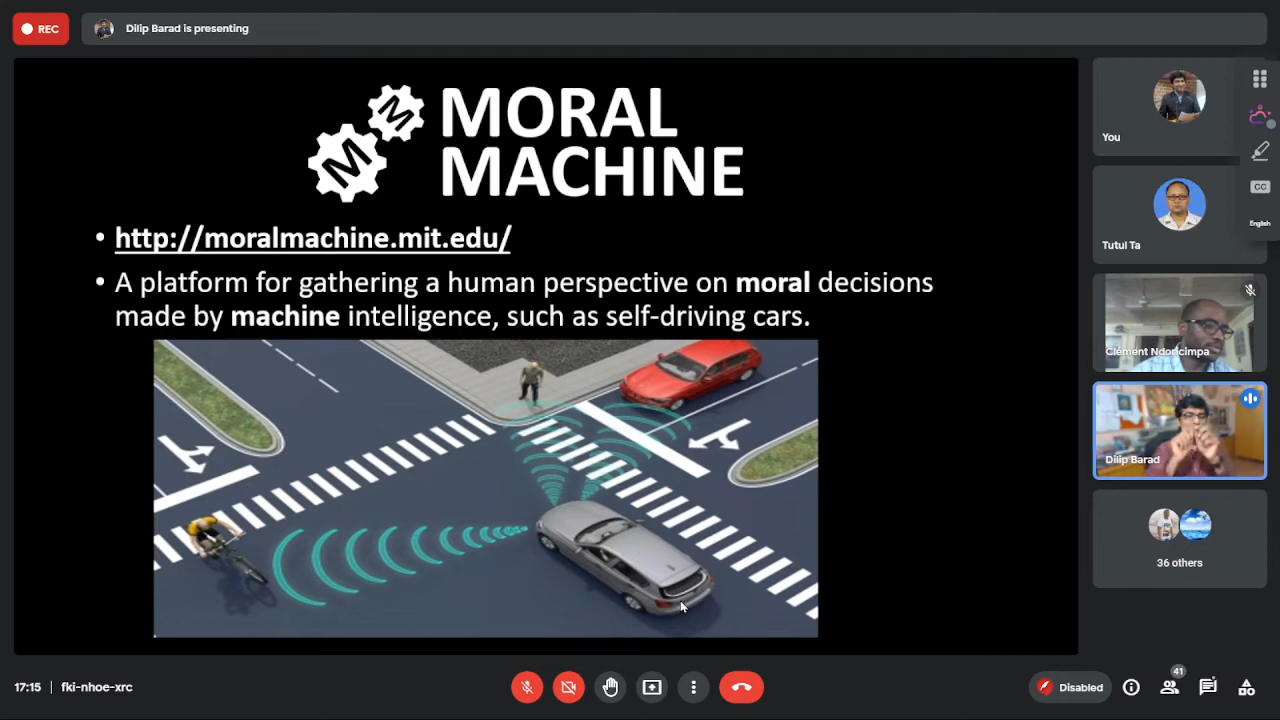 REC
Dilip Barad is presenting
M M
MORAL
MACHINE
• http://moralmachine.mit.edu/
• A platform for gathering a human perspective on moral decisions
made by machine intelligence, such as self-driving cars.
You
Tutul Ta
Clément Ndoricimpa
Dilip Barad
36 others
CC
English
17:15 | fki-nhoe-xrc
Disabled
41